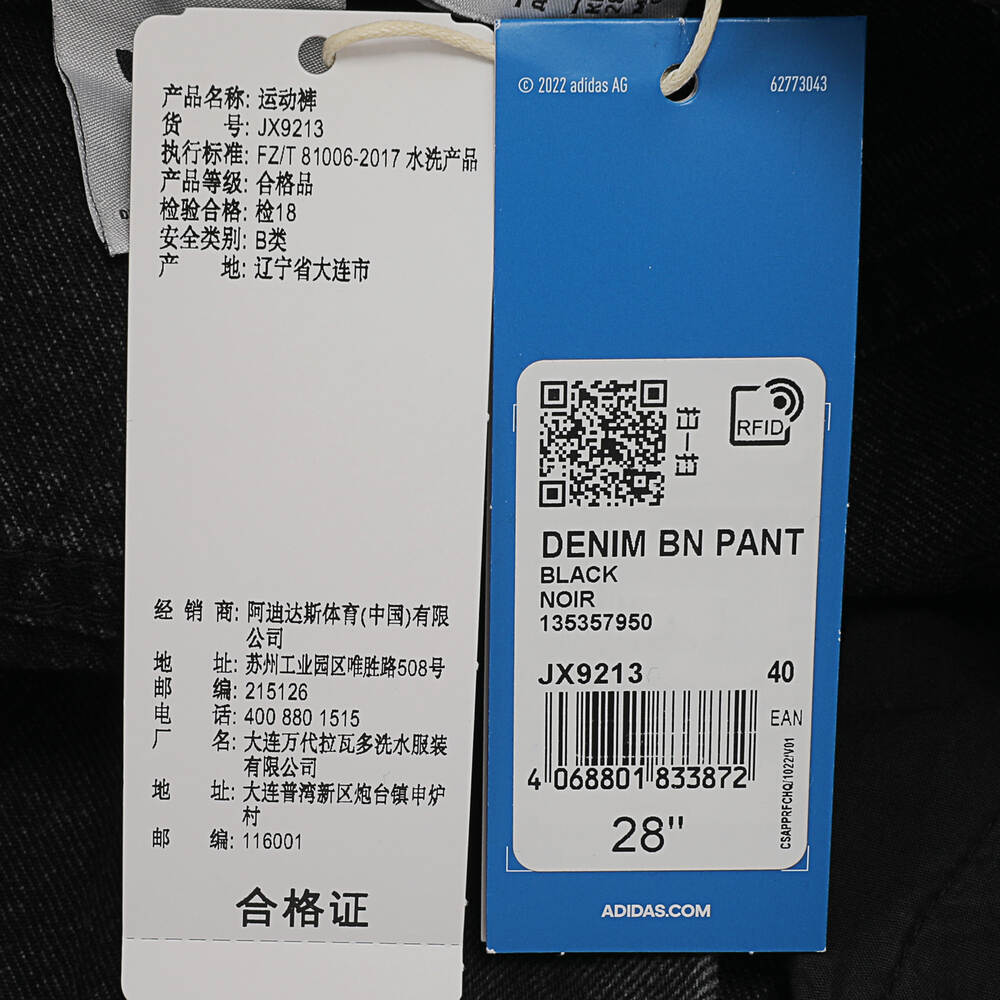 产品名称: 运动裤
货 号: JX9213
执行标准: FZ/T 81006-2017 水洗产品
产品等级: 合格品
检验合格: 检18
安全类别: B类
产 地: 辽宁省大连市
经 销 商: 阿迪达斯体育(中国)有限
公司
地 址: 苏州工业园区唯胜路508号
邮 编: 215126
电 话: 400 880 1515
厂 名: 大连万代拉瓦多洗水服装
有限公司
地 址: 大连普湾新区炮台镇申炉
村
邮 编: 116001
合格证
© 2022 adidas AG
62773043
扫一扫
RFID
DENIM BN PANT
BLACK
NOIR
135357950
JX9213
40
EAN
4 068801 833872
CSAPPRFCHQ/1022/V01
28"
ADIDAS.COM